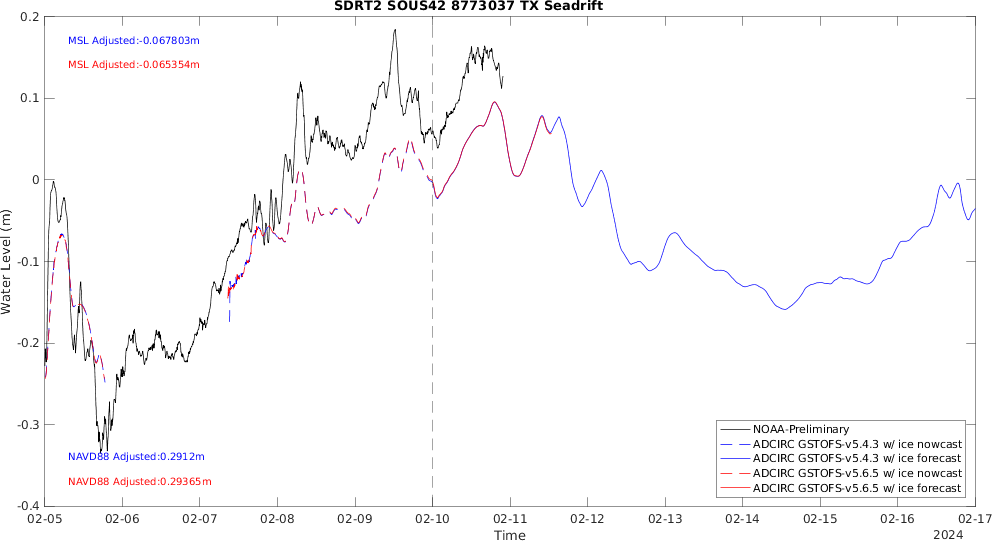 SDRT2 SOUS42 8773037 TX Seadrift
MSL Adjusted:-0.067803m
MSL Adjusted:-0.065354m
0.2
0.1
0
-0.1
-0.2
-0.3
-0.4
Water Level (m)
NAVD88 Adjusted:0.2912m
NAVD88 Adjusted:0.29365m
NOAA-Preliminary
ADCIRC GSTOFS-v5.4.3 w/ ice nowcast
ADCIRC GSTOFS-v5.4.3 w/ ice forecast
ADCIRC GSTOFS-v5.6.5 w/ ice nowcast
ADCIRC GSTOFS-v5.6.5 w/ ice forecast
02-05 02-06 02-07 02-08 02-09 02-10 02-11 02-12 02-13 02-14 02-15 02-16 02-17
Time
2024